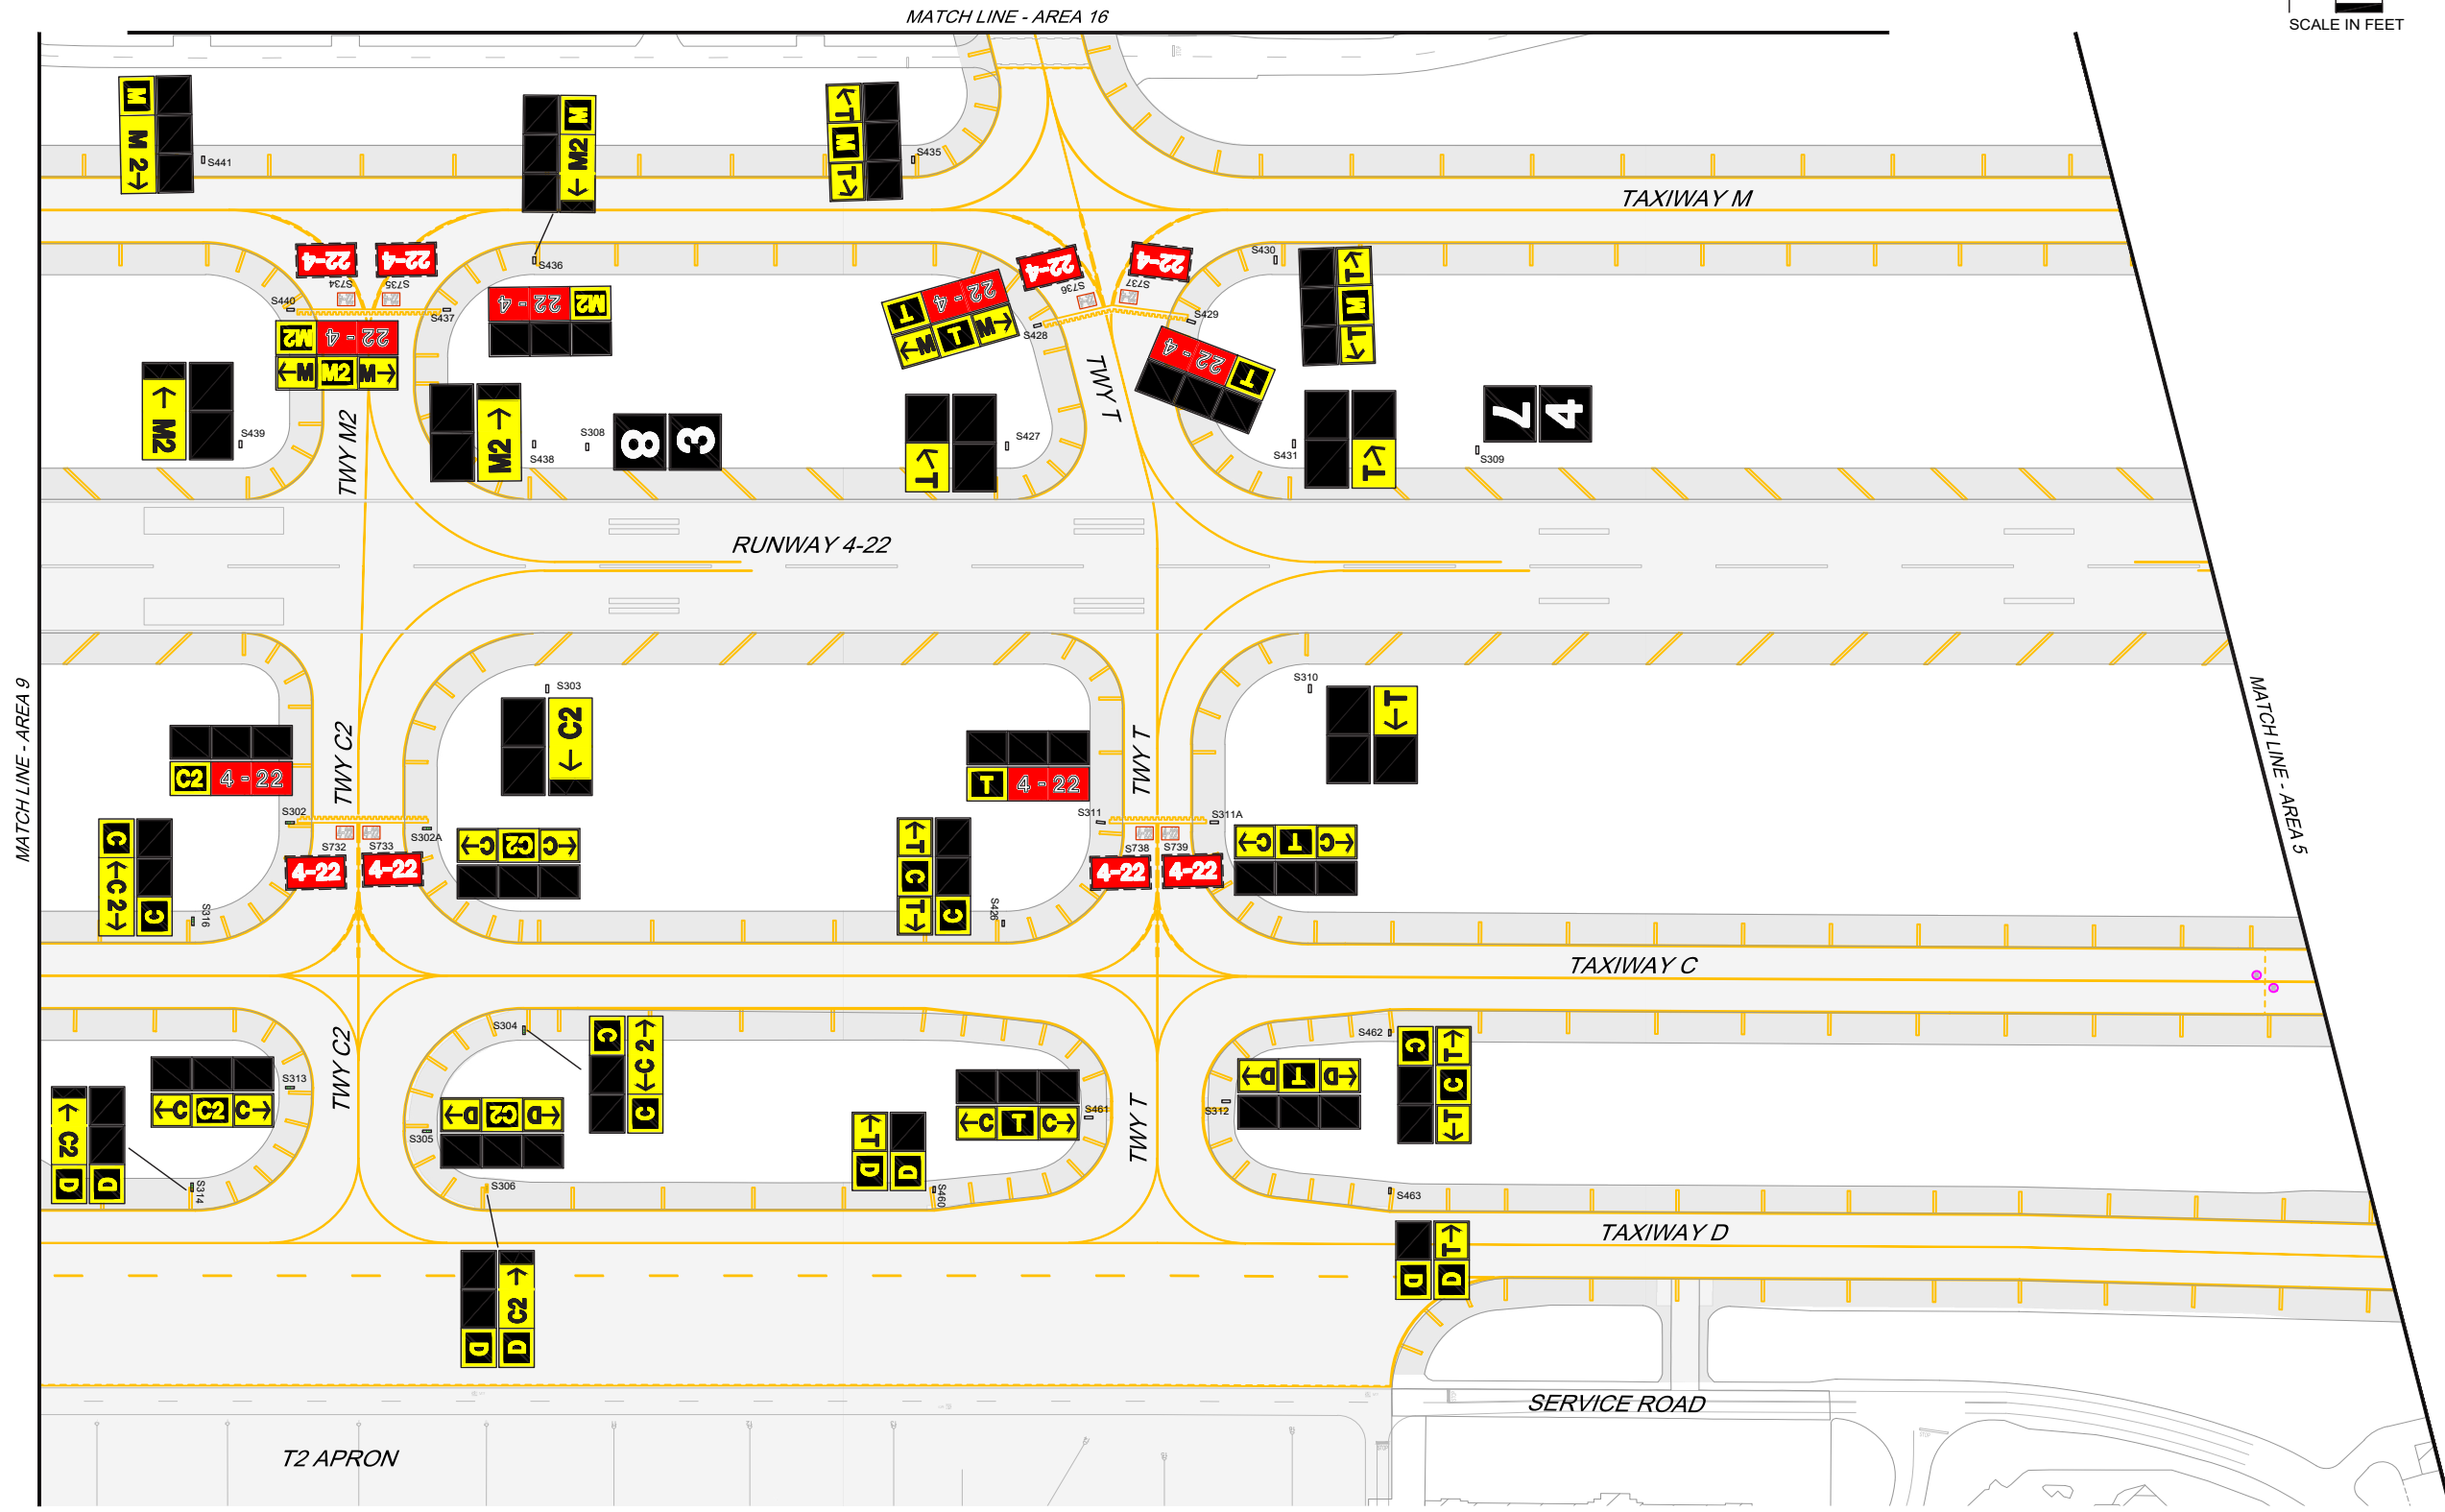 MATCH LINE - AREA 16
SCALE IN FEET
M
M 2→
S441
M
M2
←
←T
M
T→
S435
TAXIWAY M
22-4
22-4
S734
S735
S440
S436
S437
M2
22 - 4
M2
22 - 4
←M M2 M→
22-4
22-4
S736
S737
S430
S429
S428
T
22 - 4
←M T M→
22 - 4
T
T→
M
←T
← M2
S439
TWY M2
M2 →
S438
S308
8 3
←T
S427
TWY T
S431
T→
S309
7 4
RUNWAY 4-22
MATCH LINE - AREA 9
MATCH LINE - AREA 5
S303
← C2
S310
←T
TWY C2
TWY T
C2 4 - 22
T 4 - 22
S302
S302A
S311
S311A
S732
S733
S738
S739
4-22
4-22
4-22
4-22
←C C2 C→
←C T C→
C
←C 2→
C
S316
←T
C
T→
C
S426
TAXIWAY C
S304
C
←C 2→
C
S462
C
T→
C
←T
S313
←C C2 C→
TWY C2
←D C2 D→
S305
←C T C→
S461
TWY T
←D T D→
S312
← C2
D
D
S314
S306
←T
D
D
S460
S463
TAXIWAY D
T→
D
D
C2 →
D
D
SERVICE ROAD
T2 APRON